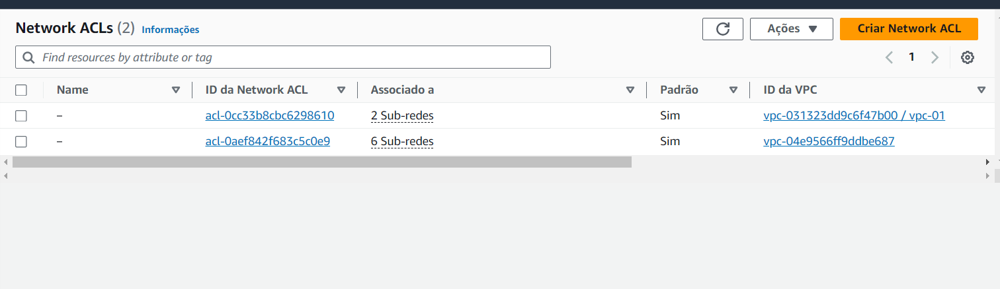 Network ACLs (2) Informações
Ações
Criar Network ACL
Find resources by attribute or tag
1
Name ID da Network ACL Associado a Padrão ID da VPC
– acl-0cc33b8cbc6298610 2 Sub-redes Sim vpc-031323dd9c6f47b00 / vpc-01
– acl-0aef842f683c5c0e9 6 Sub-redes Sim vpc-04e9566ff9ddbe687